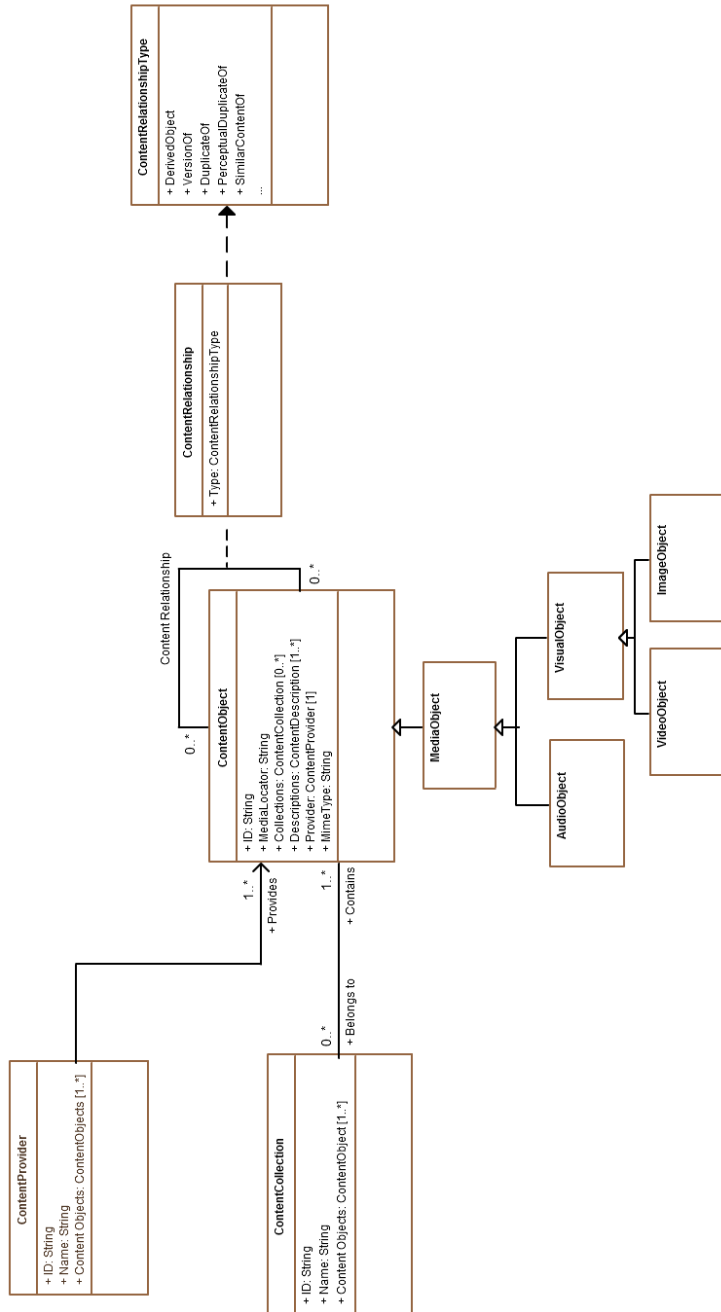 ContentProvider
+ ID: String
+ Name: String
+ Content Objects: ContentObjects [1..*]
1..*
+ Provides
ContentCollection
+ ID: String
+ Name: String
+ Content Objects: ContentObject [1..*]
0..*
+ Belongs to
1..*
+ Contains
Content Relationship
0..*
0..*
ContentObject
+ ID: String
+ MediaLocator: String
+ Collections: ContentCollection [0..*]
+ Descriptions: ContentDescription [1..*]
+ Provider: ContentProvider [1]
+ MimeType: String
ContentRelationship
+ Type: ContentRelationshipType
ContentRelationshipType
+ DerivedObject
+ VersionOf
+ DuplicateOf
+ PerceptualDuplicateOf
+ SimilarContentOf
...
MediaObject
AudioObject
VisualObject
VideoObject
ImageObject